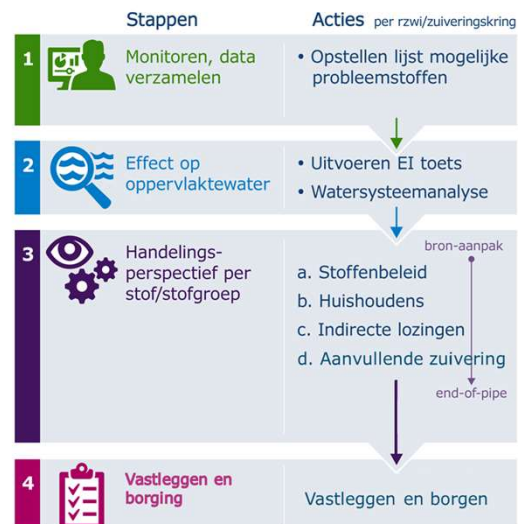 Stappen
Acties per rzwi/zuiveringskring
1
Monitoren, data
verzamelen
• Opstellen lijst mogelijke
probleemstoffen
2
Effect op
oppervlaktewater
• Uitvoeren EI toets
• Watersysteemanalyse
3
Handelings-
perspectief per
stof/stofgroep
bron-aanpak
a. Stoffenbeleid
b. Huishoudens
c. Indirecte lozingen
d. Aanvullende zuivering
end-of-pipe
4
Vastleggen en
borging
Vastleggen en borgen